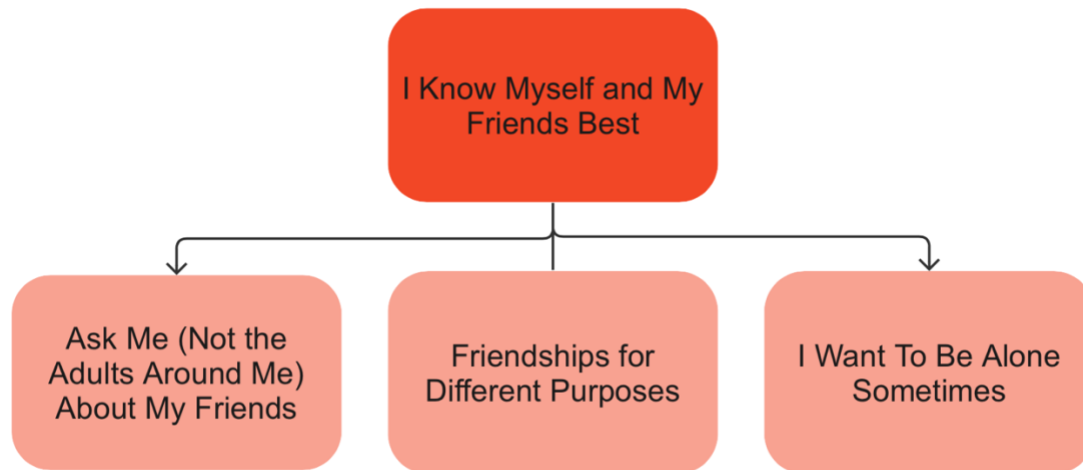 I Know Myself and My
Friends Best
Ask Me (Not the
Adults Around Me)
About My Friends
Friendships for
Different Purposes
I Want To Be Alone
Sometimes